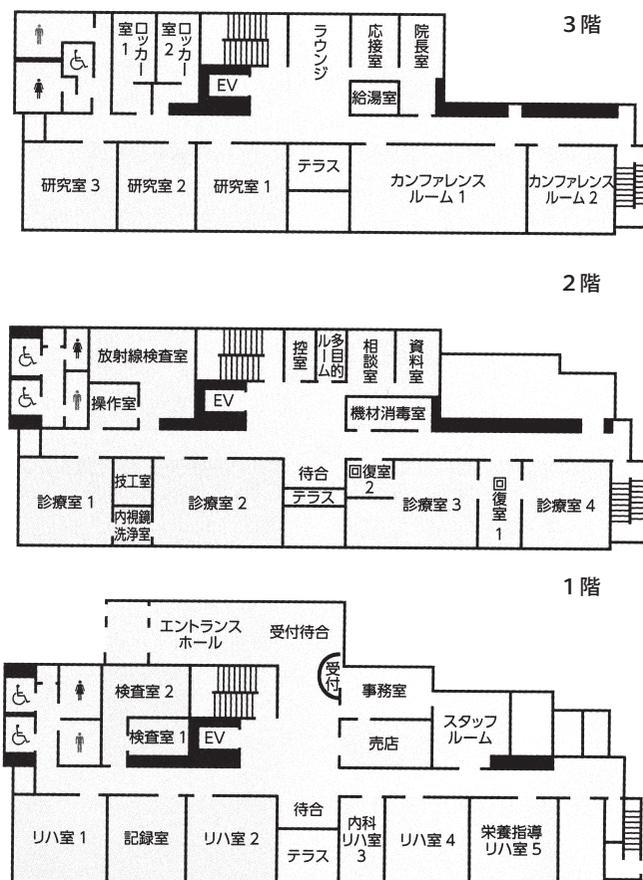 3階
ロッカー
室1
ロッカー
室2
ラウンジ
応接室
院長室
EV
給湯室
研究室3
研究室2
研究室1
テラス
カンファレンス
ルーム1
カンファレンス
ルーム2
2階
放射線検査室
操作室
EV
控室
多目的
ルーム
相談室
資料室
機材消毒室
診療室1
技工室
内視鏡
洗浄室
診療室2
待合
テラス
回復室
2
診療室3
回復室1
診療室4
1階
エントランス
ホール
受付待合
受付
検査室2
検査室1
EV
事務室
売店
スタッフ
ルーム
リハ室1
記録室
リハ室2
待合
テラス
内科
リハ室
3
リハ室4
栄養指導
リハ室5